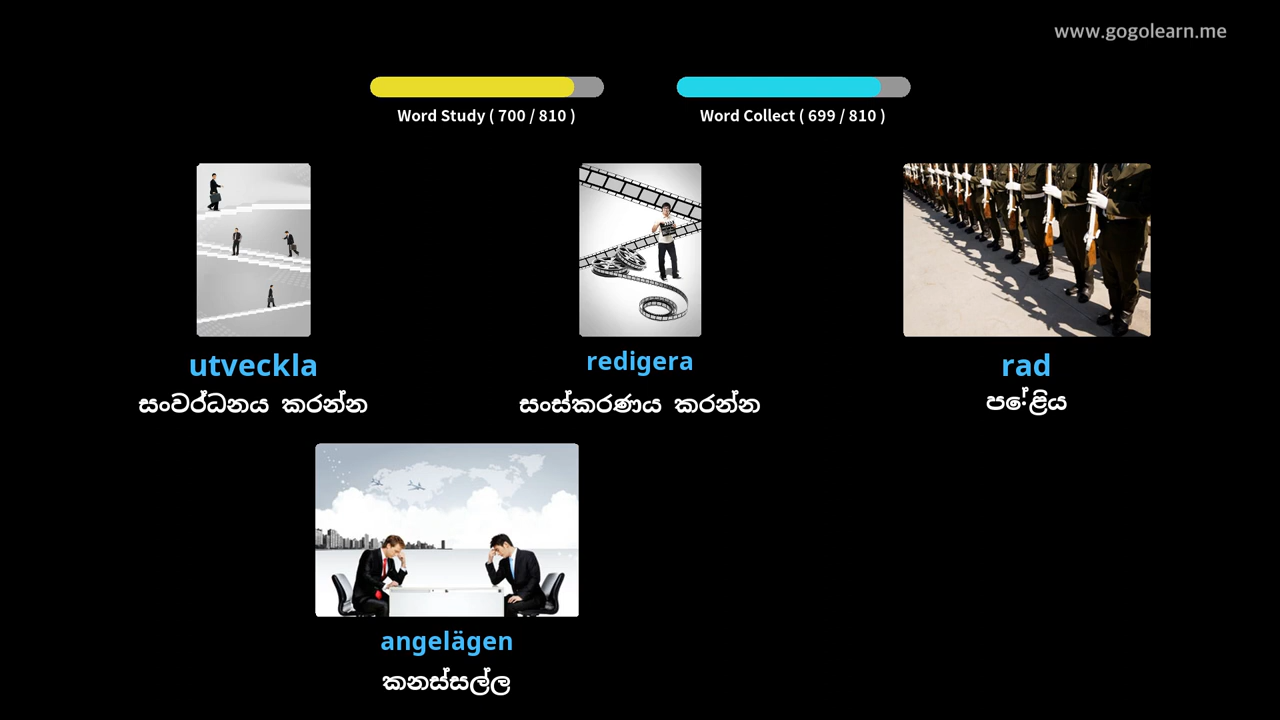 www.gogolearn.me
Word Study ( 700 / 810 )
Word Collect ( 699 / 810 )
utveckla
සංවර්ධනය කරන්න
redigera
සංස්කරණය කරන්න
rad
පේළිය
angelägen
කනස්සල්ල